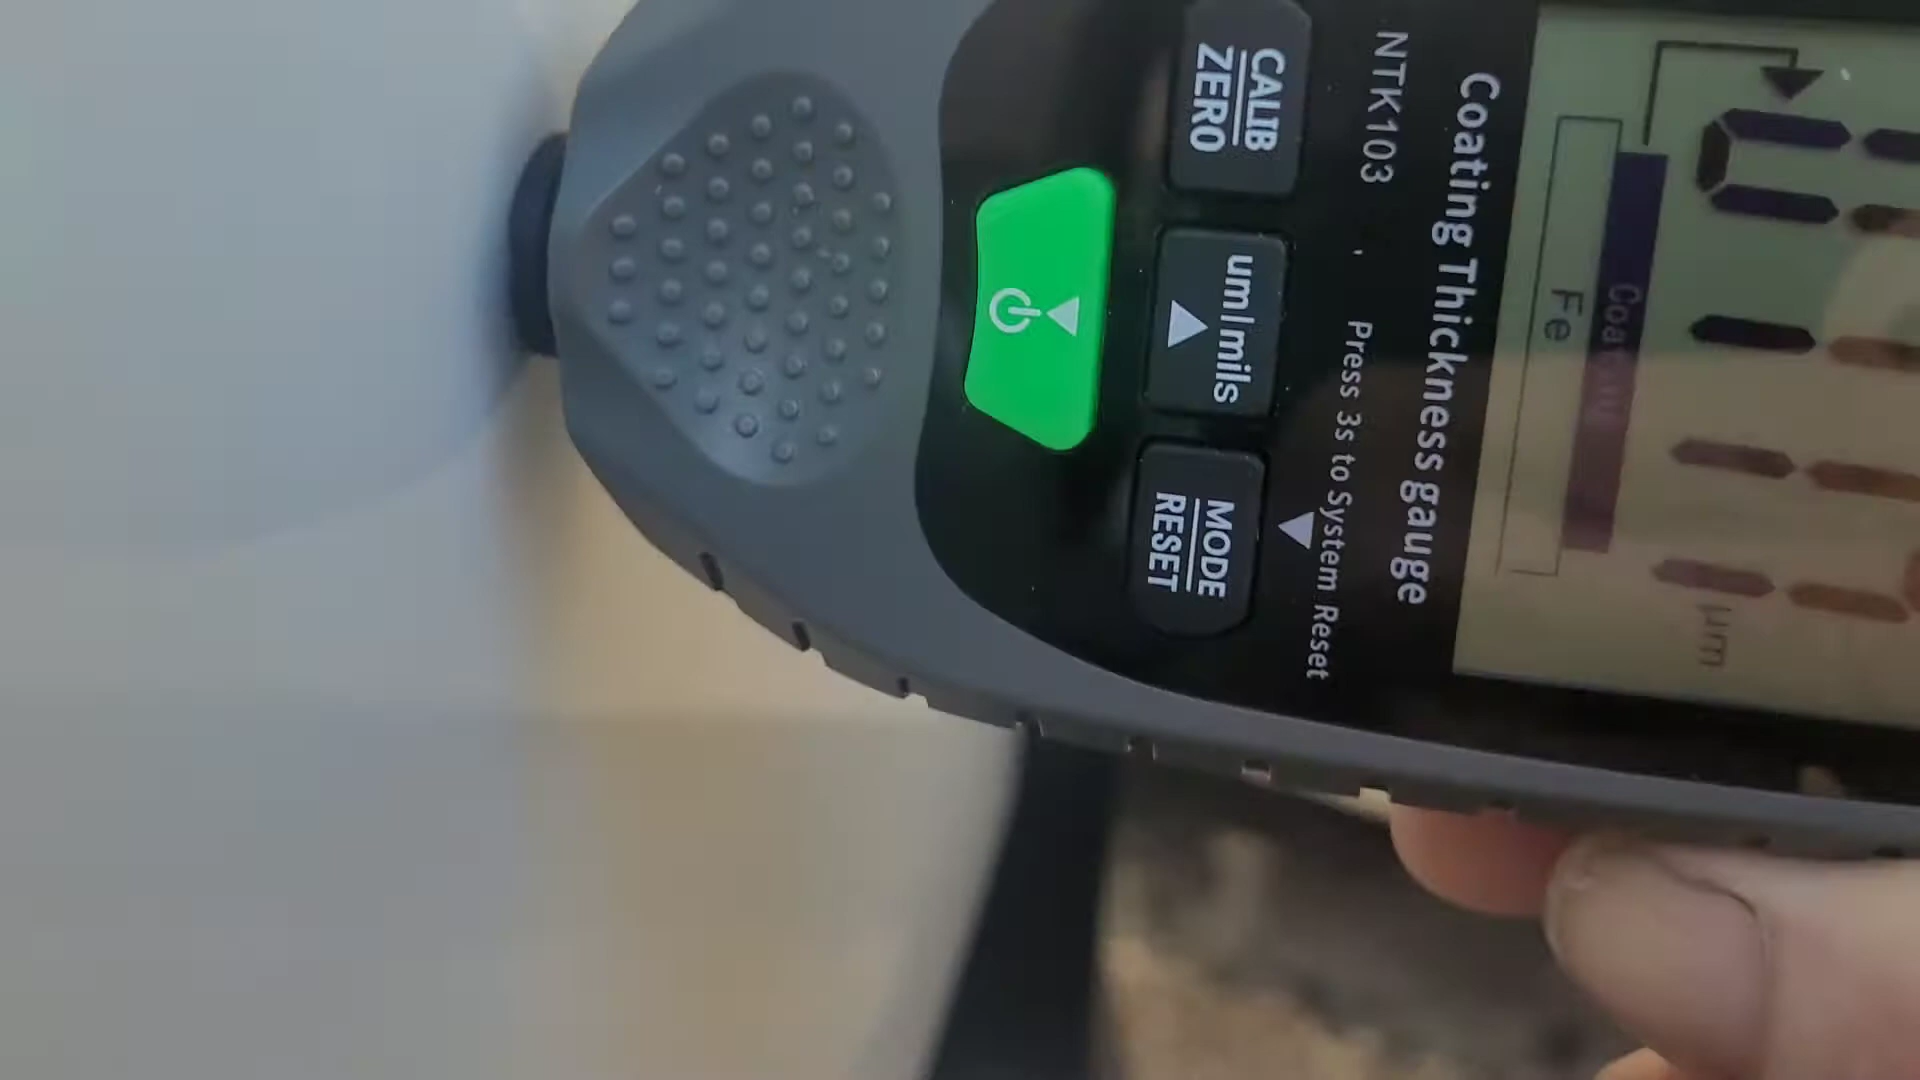 Coating
Fe
µm
Coating Thickness gauge
NTK103
Press 3s to System Reset
CALIB
ZERO
um/mils
MODE
RESET